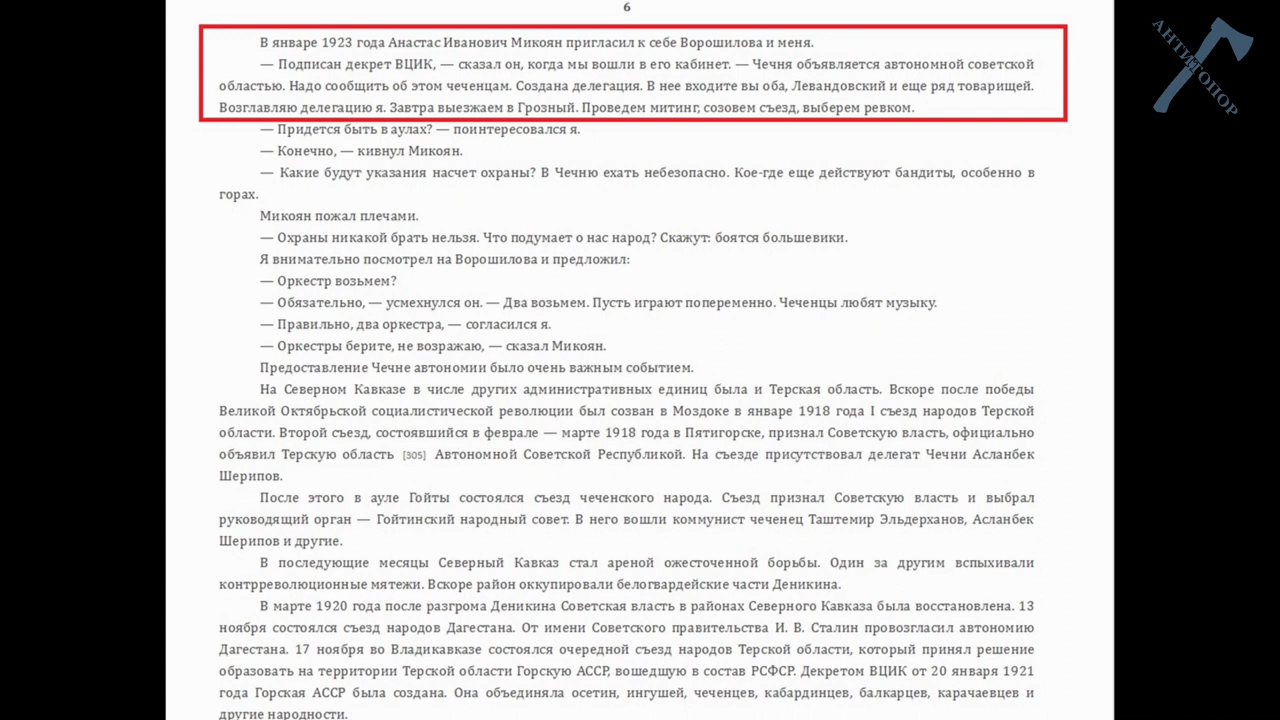 6
В январе 1923 года Анастас Иванович Микоян пригласил к себе Ворошилова и меня.
— Подписан декрет ВЦИК, — сказал он, когда мы вошли в его кабинет. — Чечня объявляется автономной советской
областью. Надо сообщить об этом чеченцам. Создана делегация. В нее входите вы оба, Левандовский и еще ряд товарищей.
Возглавляю делегацию я. Завтра выезжаем в Грозный. Проведем митинг, созовем съезд, выберем ревком.
— Придется быть в аулах? — поинтересовался я.
— Конечно, — кивнул Микоян.
— Какие будут указания насчет охраны? В Чечню ехать небезопасно. Кое-где еще действуют бандиты, особенно в
горах.
Микоян пожал плечами.
— Охраны никакой брать нельзя. Что подумает о нас народ? Скажут: боятся большевики.
Я внимательно посмотрел на Ворошилова и предложил:
— Оркестр возьмем?
— Обязательно, — усмехнулся он. — Два возьмем. Пусть играют попеременно. Чеченцы любят музыку.
— Правильно, два оркестра, — согласился я.
— Оркестры берите, не возражаю, — сказал Микоян.
Предоставление Чечне автономии было очень важным событием.
На Северном Кавказе в числе других административных единиц была и Терская область. Вскоре после победы
Великой Октябрьской социалистической революции был созван в Моздоке в январе 1918 года I съезд народов Терской
области. Второй съезд, состоявшийся в феврале — марте 1918 года в Пятигорске, признал Советскую власть, официально
объявил Терскую область [305] Автономной Советской Республикой. На съезде присутствовал делегат Чечни Асланбек
Шерипов.
После этого в ауле Гойты состоялся съезд чеченского народа. Съезд признал Советскую власть и выбрал
руководящий орган — Гойтинский народный совет. В него вошли коммунист чеченец Таштемир Эльдерханов, Асланбек
Шерипов и другие.
В последующие месяцы Северный Кавказ стал ареной ожесточенной борьбы. Один за другим вспыхивали
контрреволюционные мятежи. Вскоре район оккупировали белогвардейские части Деникина.
В марте 1920 года после разгрома Деникина Советская власть в районах Северного Кавказа была восстановлена. 13
ноября состоялся съезд народов Дагестана. От имени Советского правительства И. В. Сталин провозгласил автономию
Дагестана. 17 ноября во Владикавказе состоялся очередной съезд народов Терской области, который принял решение
образовать на территории Терской области Горскую АССР, вошедшую в состав РСФСР. Декретом ВЦИК от 20 января 1921
года Горская АССР была создана. Она объединяла осетин, ингушей, чеченцев, кабардинцев, балкарцев, карачаевцев и
другие народности.
АНТИТОПОР